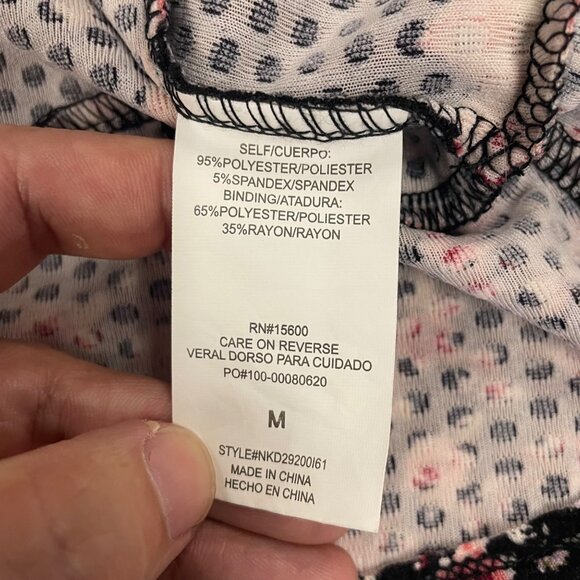 SELF/CUERPO:
95%POLYESTER/POLIESTER
5%SPANDEX/SPANDEX
BINDING/ATADURA:
65%POLYESTER/POLIESTER
35%RAYON/RAYON
RN#15600
CARE ON REVERSE
VERAL DORSO PARA CUIDADO
PO#100-00080620
M
STYLE#NKD29200I61
MADE IN CHINA
HECHO EN CHINA